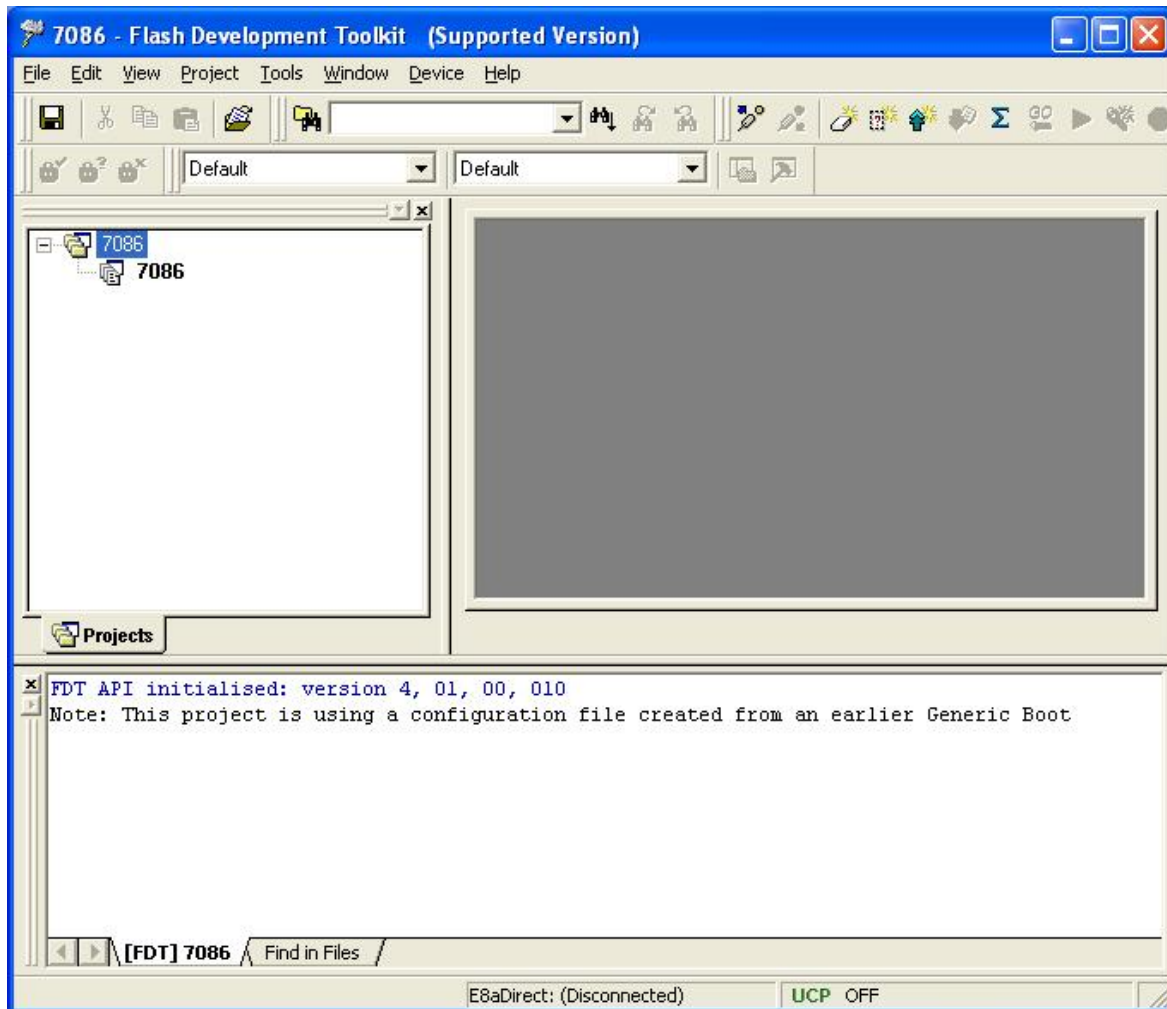 7086 - Flash Development Toolkit (Supported Version)
File Edit View Project Tools Window Device Help
Default Default
7086
7086
Projects
FDT API initialised: version 4, 01, 00, 010
Note: This project is using a configuration file created from an earlier Generic Boot
[FDT] 7086 Find in Files
E8aDirect: (Disconnected) UCP OFF